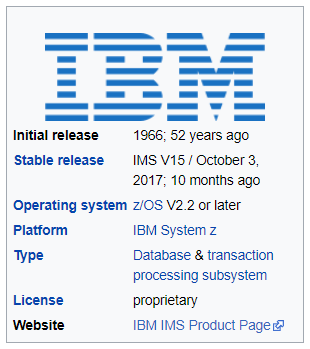 IBM
Initial release 1966; 52 years ago
Stable release IMS V15 / October 3,
2017; 10 months ago
Operating system z/OS V2.2 or later
Platform IBM System z
Type Database & transaction
processing subsystem
License proprietary
Website IBM IMS Product Page